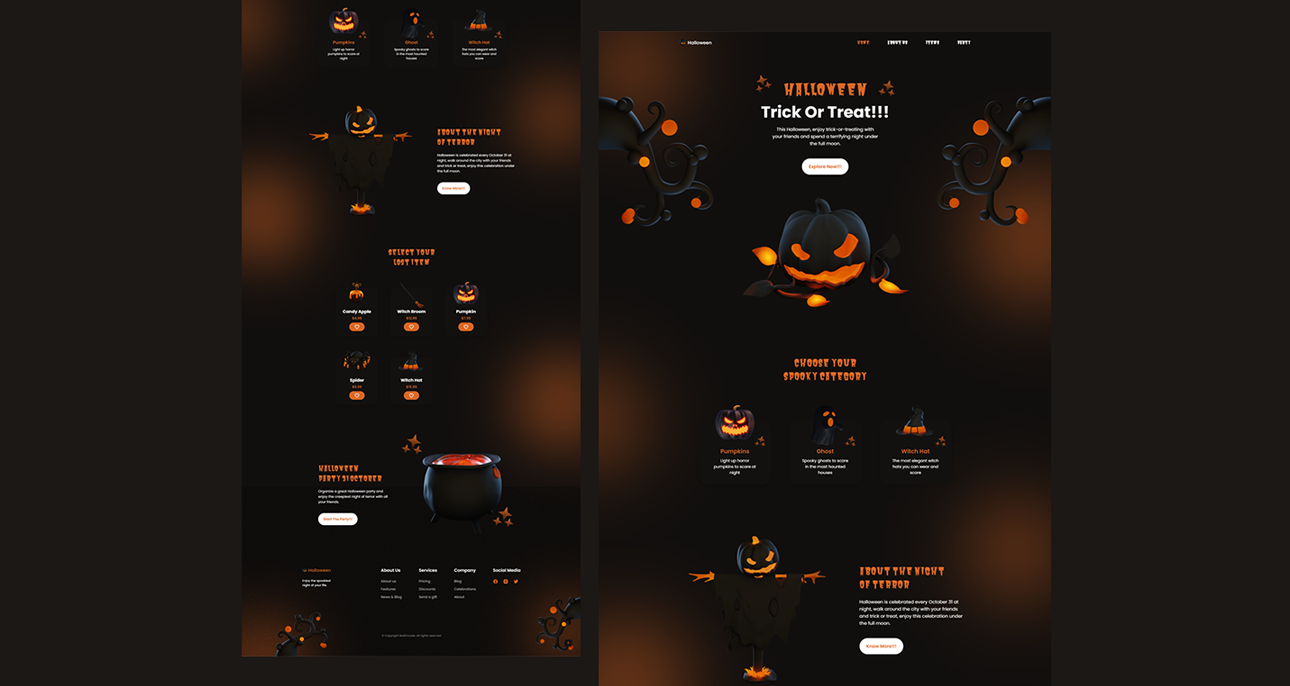 Pumpkins
Light up horror
pumpkins to scare at
night
Ghost
Spooky ghosts to scare
in the most haunted
houses
Witch Hat
The most elegant witch
hats you can wear and
scare
ABOUT THE NIGHT
OF TERROR
Halloween is celebrated every October 31 at
night, walk around the city with your friends
and trick or treat, enjoy this celebration under
the full moon.
Know More!!!
SELECT YOUR
LOST ITEM
Candy Apple
$4.99
Witch Broom
$13.99
Pumpkin
$7.99
Spider
$9.99
Witch Hat
$15.99
HALLOWEEN
PARTY 31 OCTOBER
Organize a great Halloween party and
enjoy the creepiest night of terror with all
your friends.
Start The Party!!!
Halloween
Enjoy the spookiest
night of your life.
About Us
About us
Features
News & Blog
Services
Pricing
Discounts
Send a gift
Company
Blog
Celebrations
About
Social Media
All rights reserved
Halloween
HOME
ABOUT US
ITEMS
PARTY
HALLOWEEN
Trick Or Treat!!!
This Halloween, enjoy trick-or-treating with
your friends and spend a terrifying night under
the full moon.
Explore Now!!!
CHOOSE YOUR
SPOOKY CATEGORY
Pumpkins
Light up horror
pumpkins to scare at
night
Ghost
Spooky ghosts to scare
in the most haunted
houses
Witch Hat
The most elegant witch
hats you can wear and
scare
ABOUT THE NIGHT
OF TERROR
Halloween is celebrated every October 31 at
night, walk around the city with your friends
and trick or treat, enjoy this celebration under
the full moon.
Know More!!!